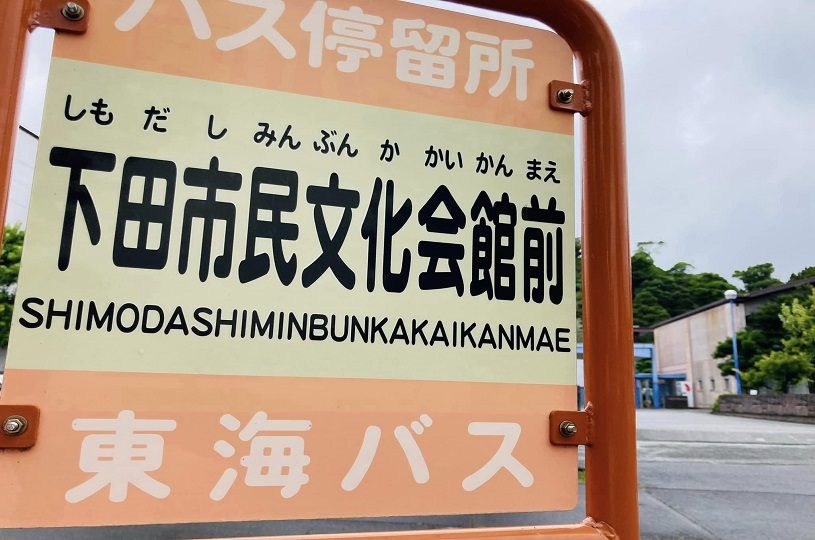 バス停留所
しもだしみんぶんかかいかんまえ
下田市民文化会館前
SHIMODASHIMINBUNKAKAIKANMAE
東海バス